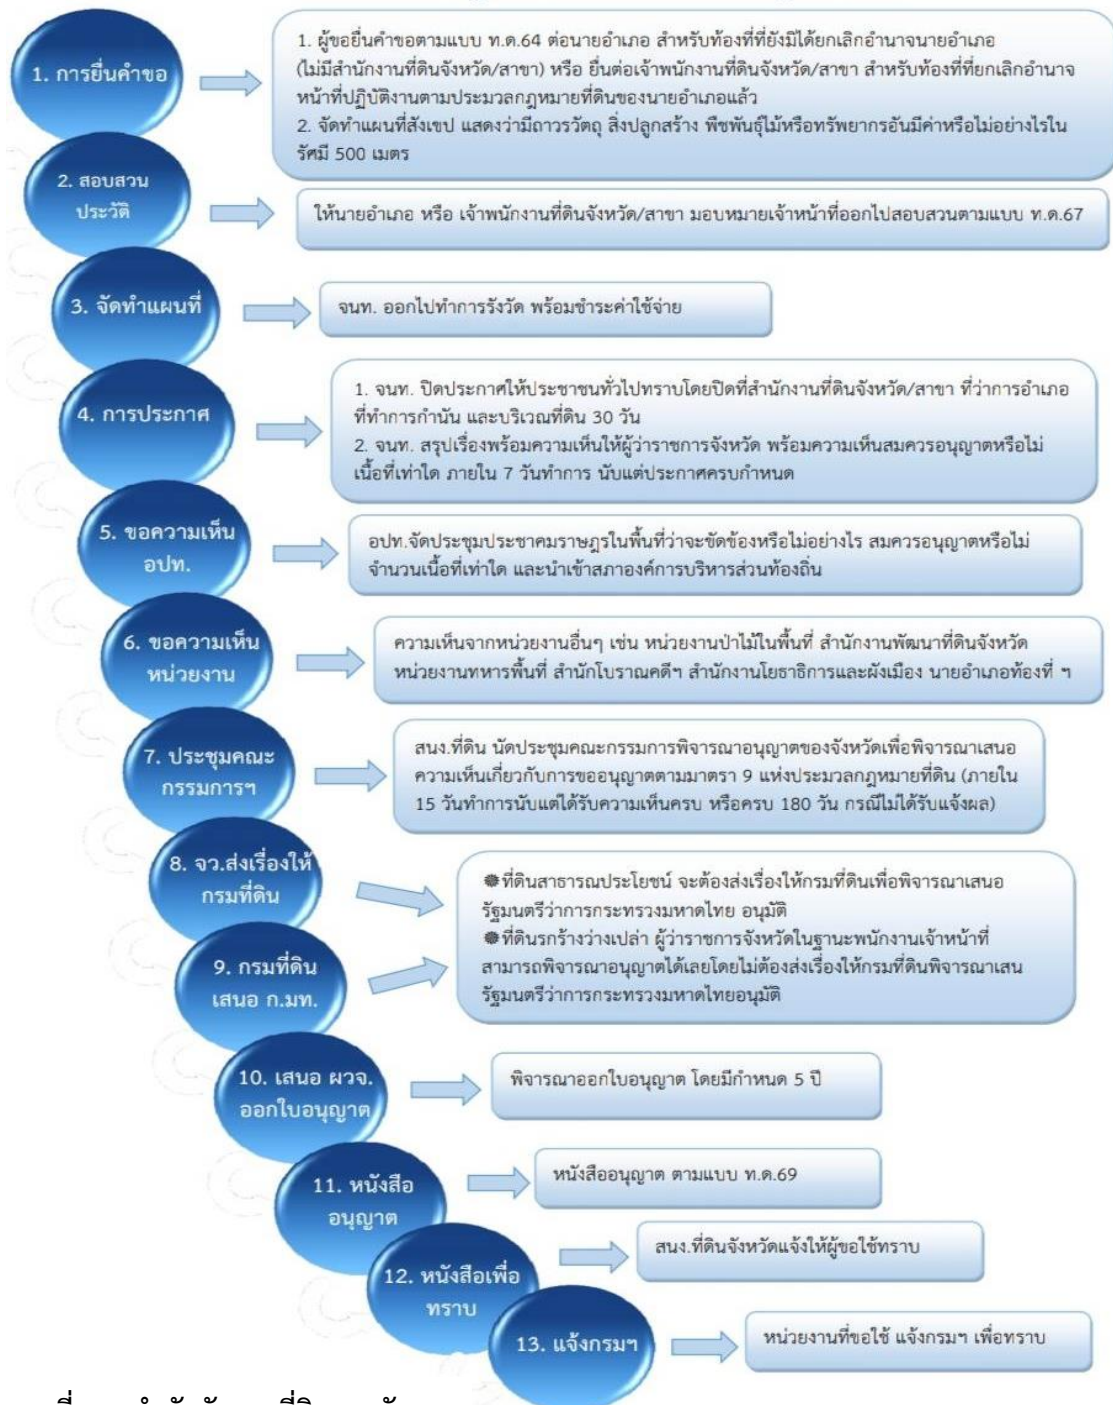 1. การยื่นคำขอ
1. ผู้ขอยื่นคำขอตามแบบ ท.ด.64 ต่อนายอำเภอ สำหรับท้องที่ที่ยังมิได้ยกเลิกอำนาจนายอำเภอ
(ไม่มีสำนักงานที่ดินจังหวัด/สาขา) หรือ ยื่นต่อเจ้าพนักงานที่ดินจังหวัด/สาขา สำหรับท้องที่ที่ยกเลิกอำนาจ
หน้าที่ปฏิบัติงานตามประมวลกฎหมายที่ดินของนายอำเภอแล้ว
2. จัดทำแผนที่สังเขป แสดงว่ามีถาวรวัตถุ สิ่งปลูกสร้าง พืชพันธุ์ไม้หรือทรัพยากรอันมีค่าหรือไม่อย่างไรใน
รัศมี 500 เมตร
2. สอบสวน
ประวัติ
ให้นายอำเภอ หรือ เจ้าพนักงานที่ดินจังหวัด/สาขา มอบหมายเจ้าหน้าที่ออกไปสอบสวนตามแบบ ท.ด.67
3. จัดทำแผนที่
จนท. ออกไปทำการรังวัด พร้อมชำระค่าใช้จ่าย
4. การประกาศ
1. จนท. ปิดประกาศให้ประชาชนทั่วไปทราบโดยปิดที่สำนักงานที่ดินจังหวัด/สาขา ที่ว่าการอำเภอ
ที่ทำการกำนัน และบริเวณที่ดิน 30 วัน
2. จนท. สรุปเรื่องพร้อมความเห็นให้ผู้ว่าราชการจังหวัด พร้อมความเห็นสมควรอนุญาตหรือไม่
เนื้อที่เท่าใด ภายใน 7 วันทำการ นับแต่ประกาศครบกำหนด
5. ขอความเห็น
อปท.
อปท.จัดประชุมประชาคมราษฎรในพื้นที่ว่าจะขัดข้องหรือไม่อย่างไร สมควรอนุญาตหรือไม่
จำนวนเนื้อที่เท่าใด และนำเข้าสภาองค์การบริหารส่วนท้องถิ่น
6. ขอความเห็น
หน่วยงาน
ความเห็นจากหน่วยงานอื่นๆ เช่น หน่วยงานป่าไม้ในพื้นที่ สำนักงานพัฒนาที่ดินจังหวัด
หน่วยงานทหารพื้นที่ สำนักโบราณคดีฯ สำนักงานโยธาธิการและผังเมือง นายอำเภอท้องที่ ฯ
7. ประชุมคณะ
กรรมการฯ
สนง.ที่ดิน นัดประชุมคณะกรรมการพิจารณาอนุญาตของจังหวัดเพื่อพิจารณาเสนอ
ความเห็นเกี่ยวกับการขออนุญาตตามมาตรา 9 แห่งประมวลกฎหมายที่ดิน (ภายใน
15 วันทำการนับแต่ได้รับความเห็นครบ หรือครบ 180 วัน กรณีไม่ได้รับแจ้งผล)
8. จว.ส่งเรื่องให้
กรมที่ดิน
ที่ดินสาธารณประโยชน์ จะต้องส่งเรื่องให้กรมที่ดินเพื่อพิจารณาเสนอ
รัฐมนตรีว่าการกระทรวงมหาดไทย อนุมัติ
ที่ดินรกร้างว่างเปล่า ผู้ว่าราชการจังหวัดในฐานะพนักงานเจ้าหน้าที่
สามารถพิจารณาอนุญาตได้เลยโดยไม่ต้องส่งเรื่องให้กรมที่ดินพิจารณาเสน
รัฐมนตรีว่าการกระทรวงมหาดไทยอนุมัติ
9. กรมที่ดิน
เสนอ ก.มท.
10. เสนอ ผวจ.
ออกใบอนุญาต
พิจารณาออกใบอนุญาต โดยมีกำหนด 5 ปี
11. หนังสือ
อนุญาต
หนังสืออนุญาต ตามแบบ ท.ด.69
12. หนังสือเพื่อ
ทราบ
สนง.ที่ดินจังหวัดแจ้งให้ผู้ขอใช้ทราบ
13. แจ้งกรมฯ
หน่วยงานที่ขอใช้ แจ้งกรมฯ เพื่อทราบ